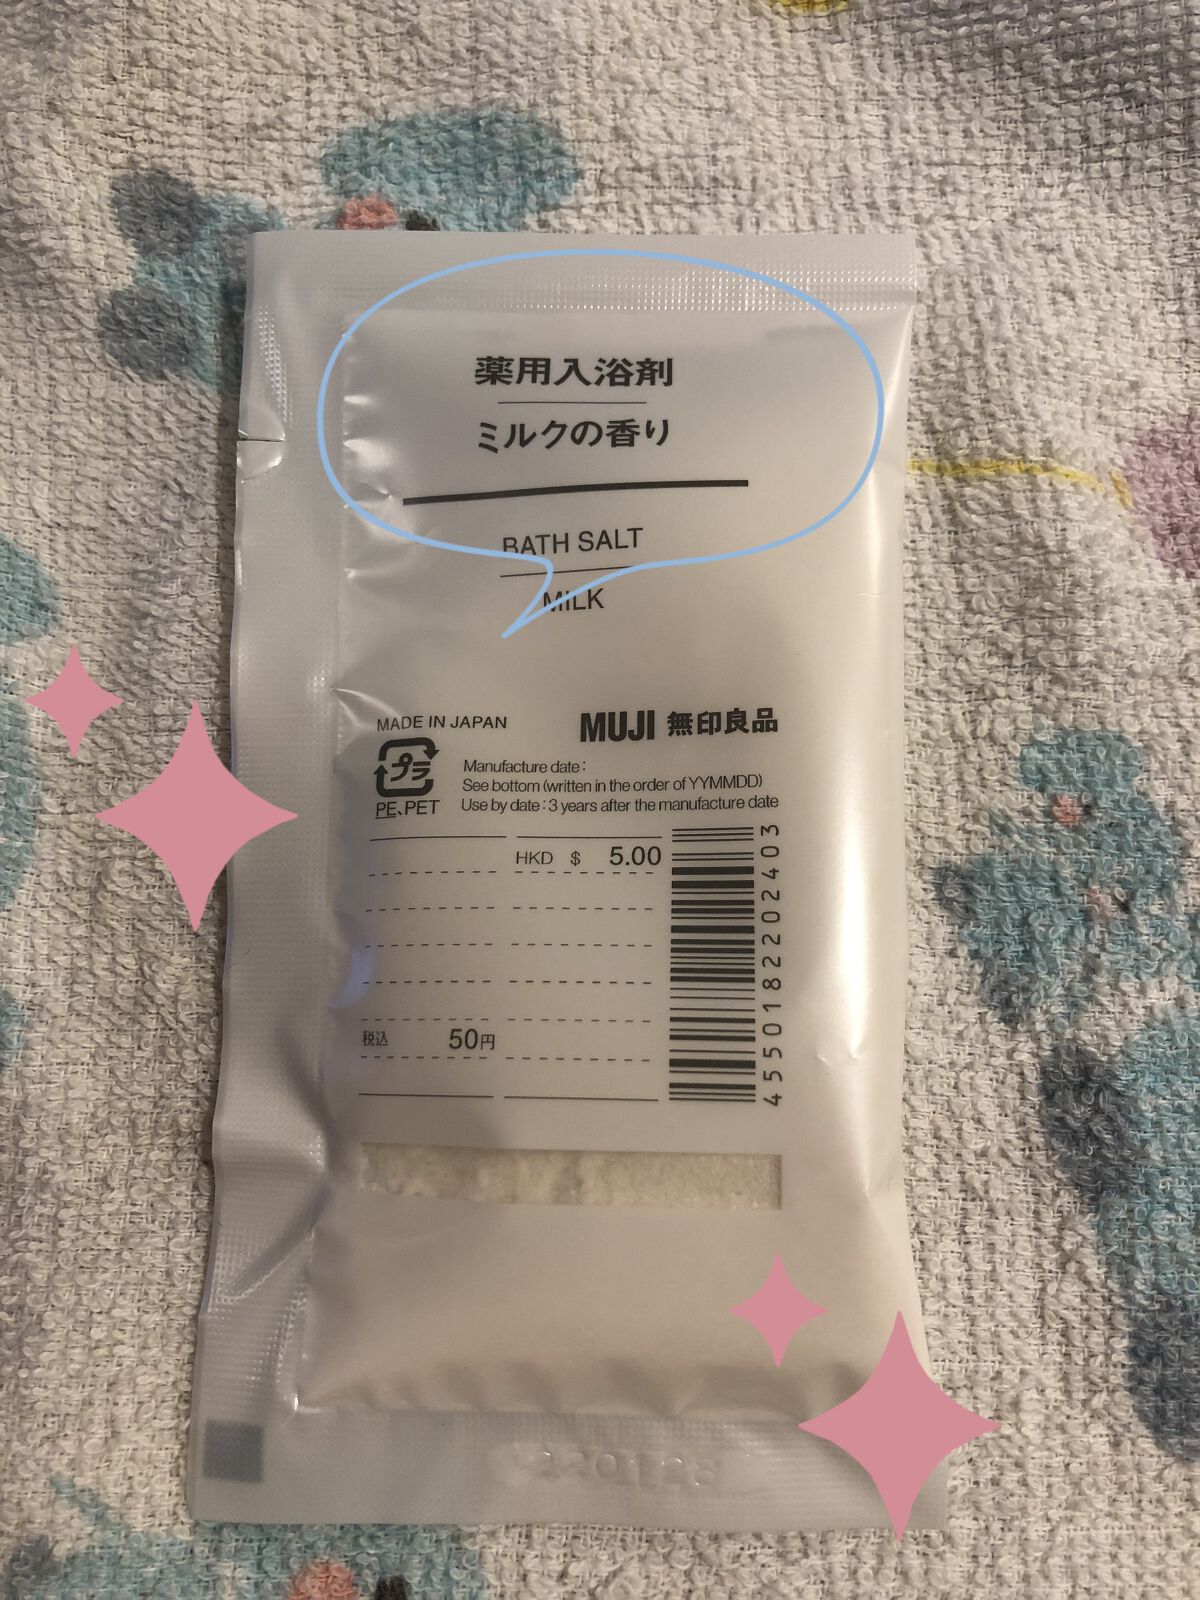 薬用入浴剤
ミルクの香り
BATH SALT
MILK
MADE IN JAPAN
MUJI 無印良品
プラ
PE、PET
Manufacture date:
See bottom (written in the order of YYMMDD)
Use by date:3 years after the manufacture date
HKD $ 5.00
税込 50円
4550182202403